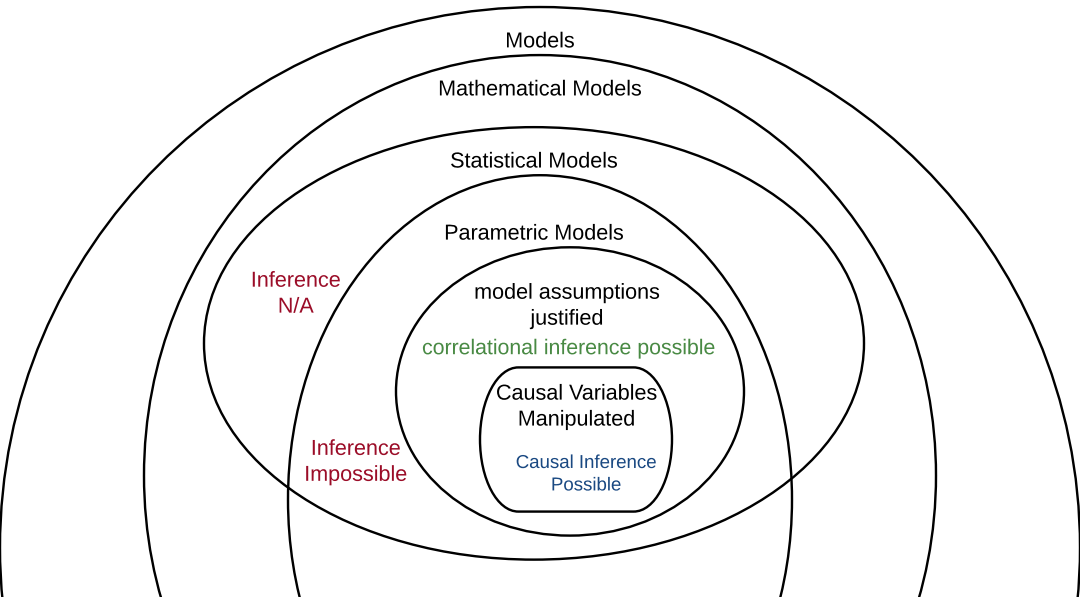 Models
Mathematical Models
Statistical Models
Parametric Models
Inference
N/A
model assumptions
justified
correlational inference possible
Causal Variables
Manipulated
Inference
Impossible
Causal Inference
Possible